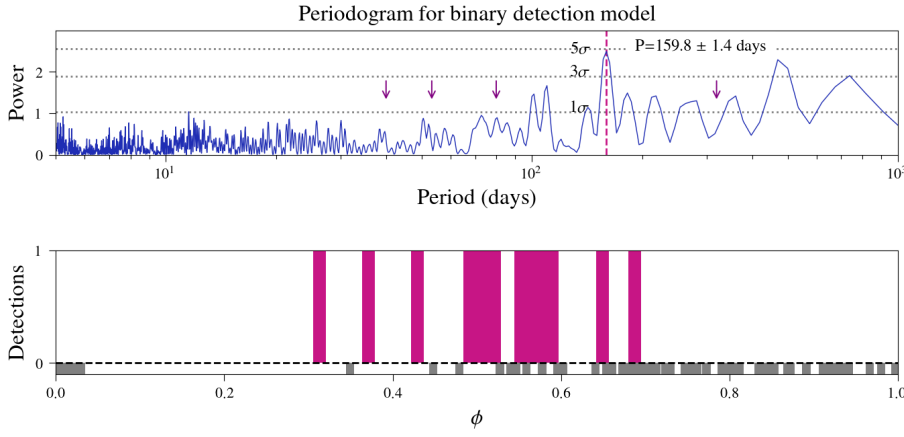 Periodogram for binary detection model
Power
5σ
P=159.8 ± 1.4 days
3σ
1σ
2
1
0
10¹
10²
10³
Period (days)
Detections
1
0
0.0
0.2
0.4
0.6
0.8
1.0
ϕ